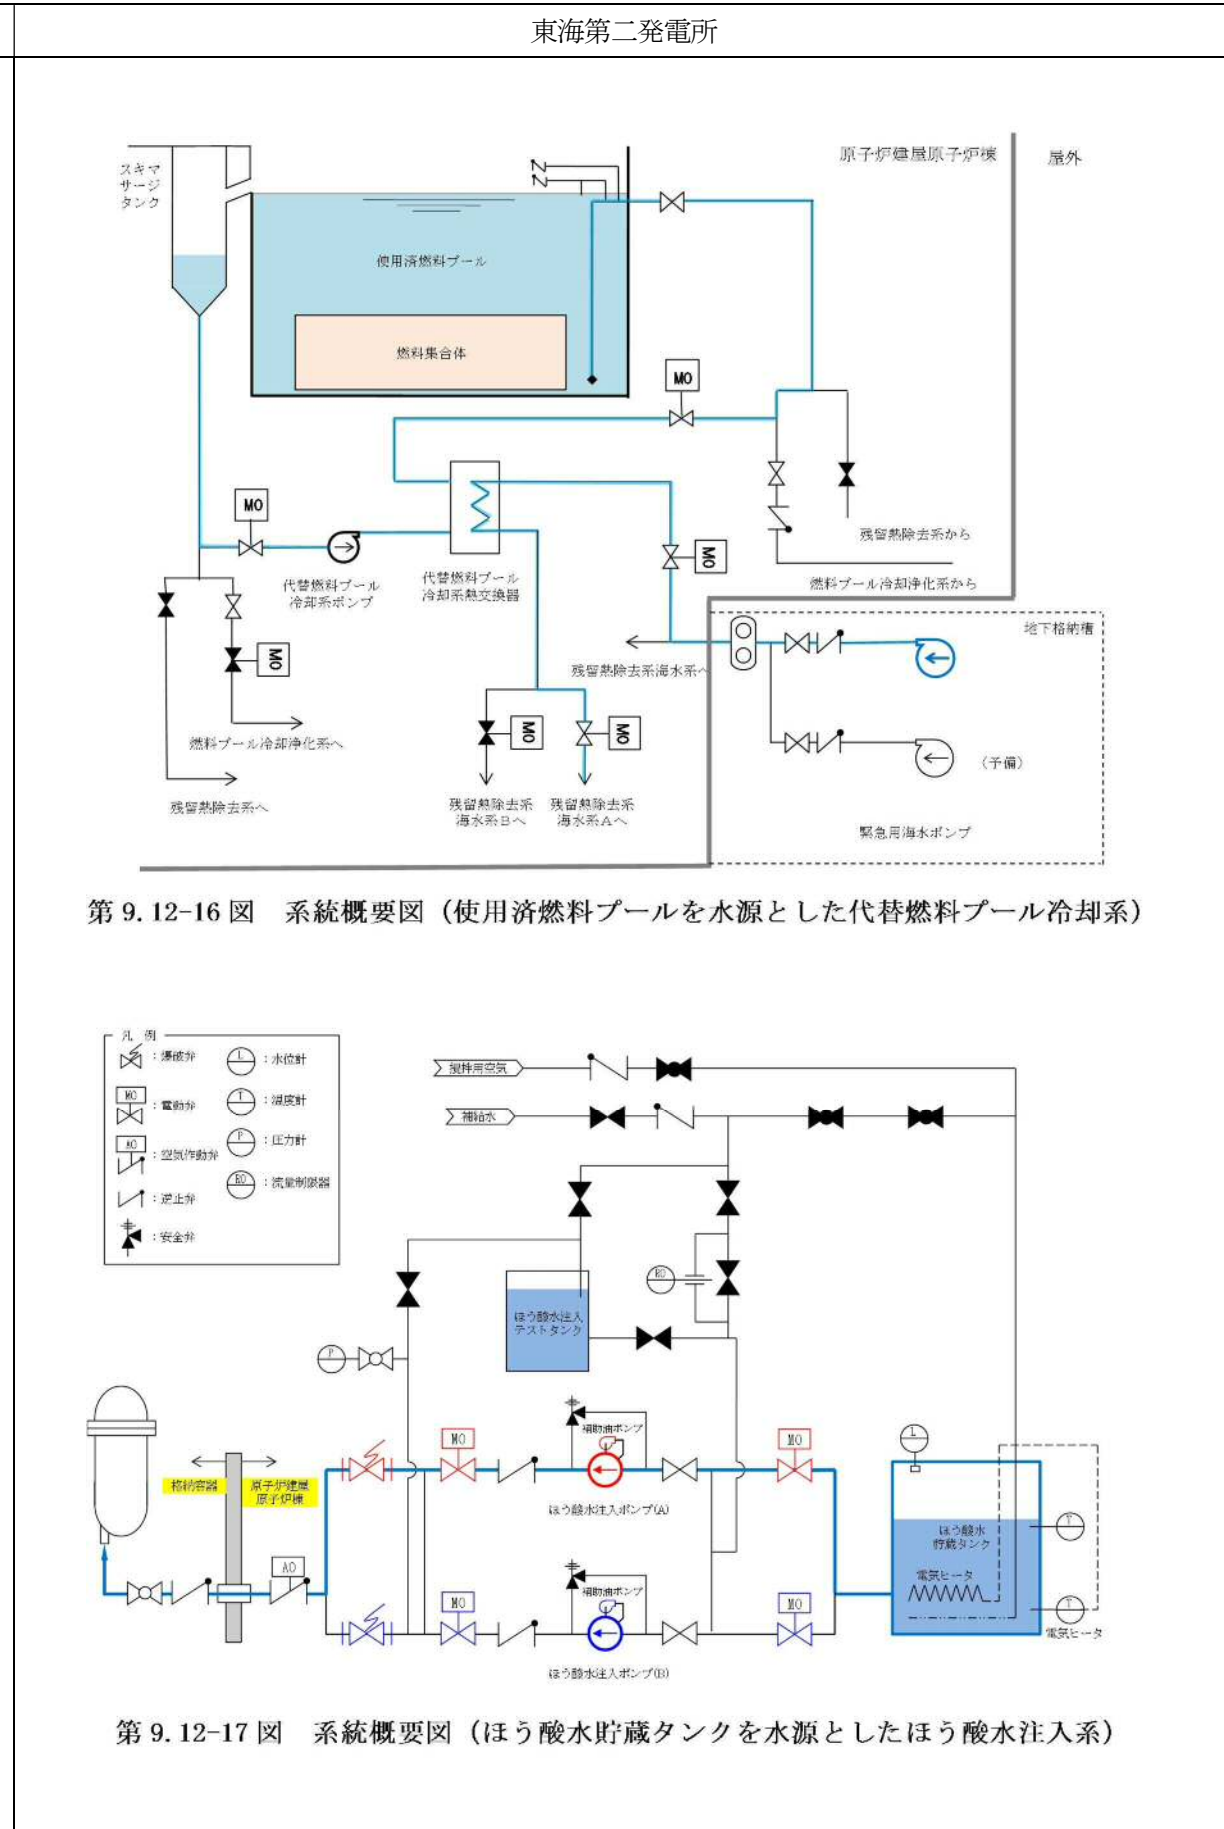 東海第二発電所
原子炉建屋原子炉棟
屋外
スキマ
サージ
タンク
使用済燃料プール
燃料集合体
MO
MO
MO
残留熱除去系から
代替燃料プール
冷却系ポンプ
代替燃料プール
冷却系熱交換器
燃料プール冷却浄化系から
地下格納槽
MO
残留熱除去系海水系へ
MO
MO
燃料プール冷却浄化系へ
(予備)
残留熱除去系へ
残留熱除去系
海水系Bへ
残留熱除去系
海水系Aへ
緊急用海水ポンプ
第 9.12-16 図 系統概要図(使用済燃料プールを水源とした代替燃料プール冷却系)
凡 例
:爆破弁
L
:水位計
MO
:電動弁
T
:温度計
AO
:空気作動弁
P
:圧力計
:逆止弁
RO
:流量制限器
:安全弁
攪拌用空気
補給水
RO
ほう酸水注入
テストタンク
P
補助油ポンプ
MO
MO
L
格納容器
原子炉建屋
原子炉棟
ほう酸水注入ポンプ(A)
T
ほう酸水
貯蔵タンク
AO
補助油ポンプ
電気ヒータ
MO
MO
T
電気ヒータ
ほう酸水注入ポンプ(B)
第 9.12-17 図 系統概要図(ほう酸水貯蔵タンクを水源としたほう酸水注入系)